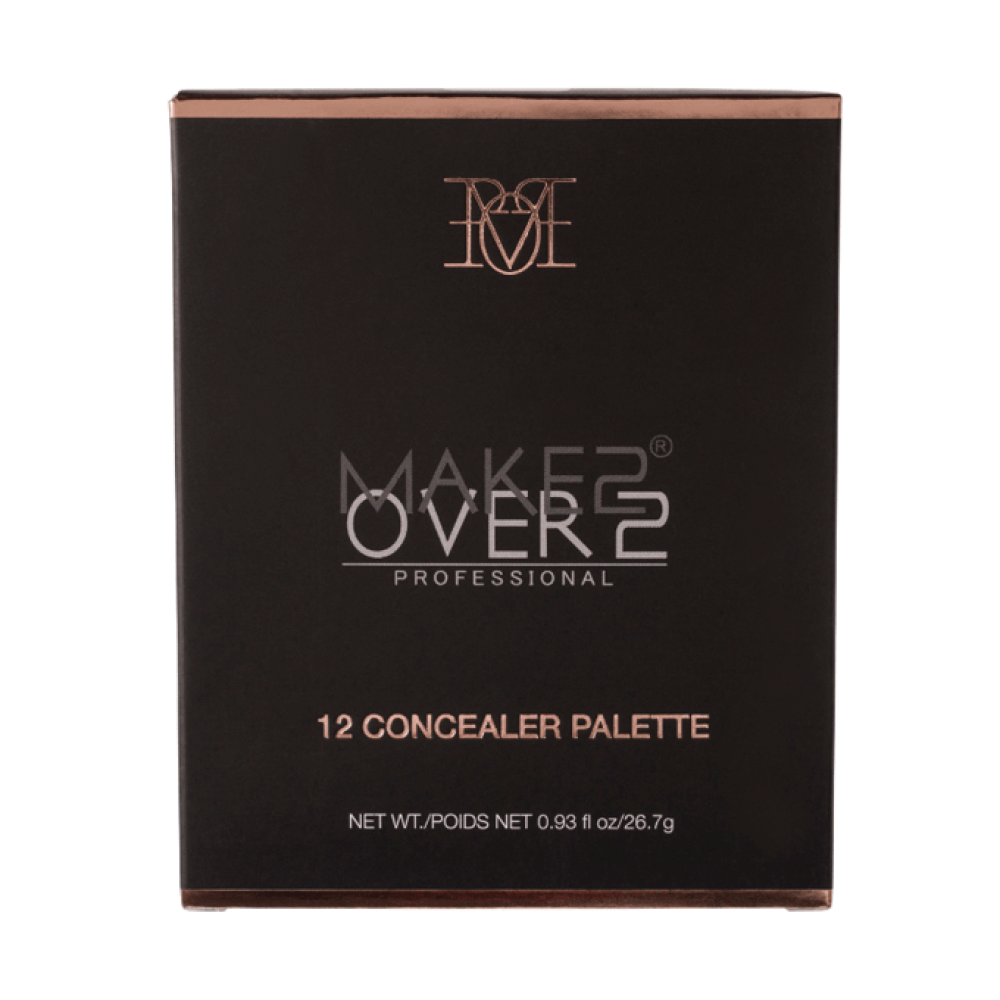 MAKE2®
OVER2
PROFESSIONAL
12 CONCEALER PALETTE
NET WT./POIDS NET 0.93 fl oz/26.7g